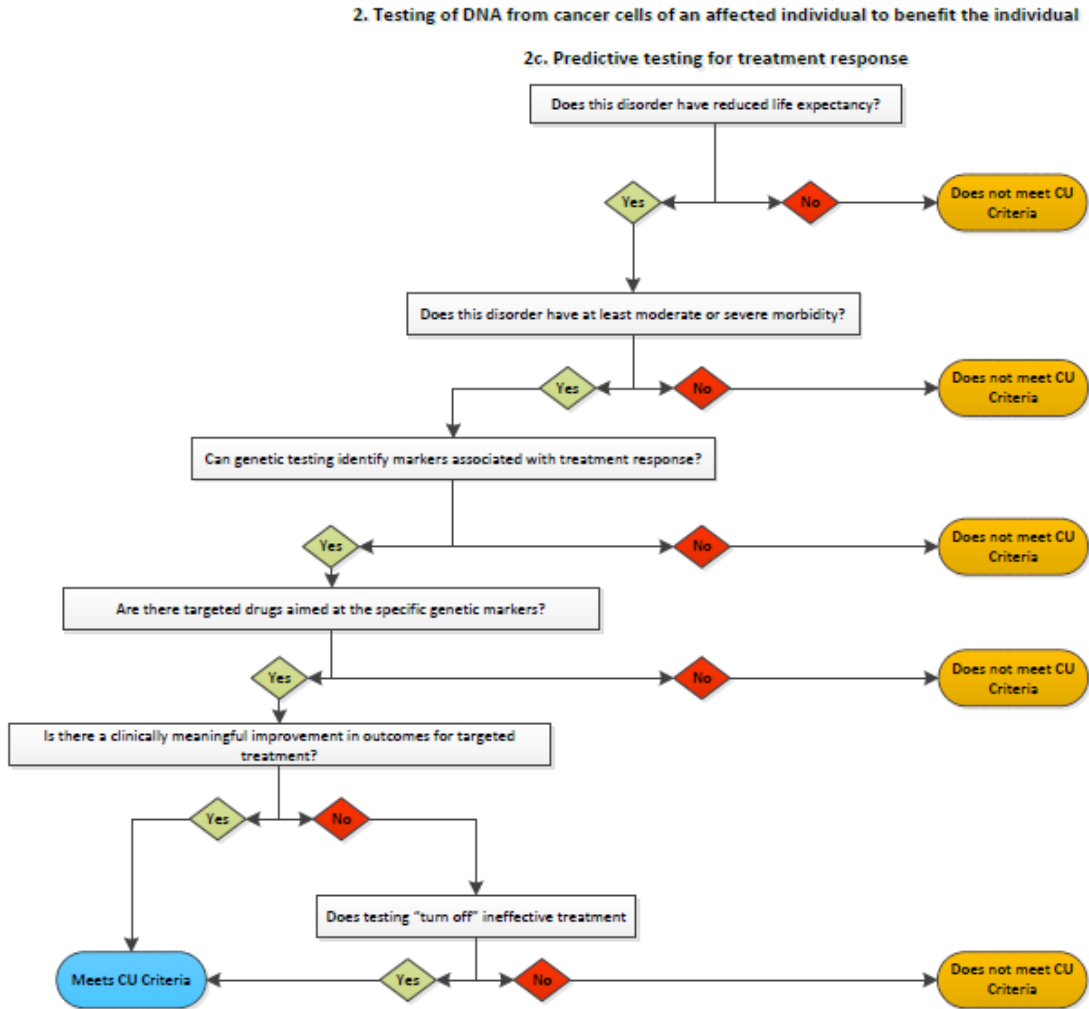 2. Testing of DNA from cancer cells of an affected individual to benefit the individual
2c. Predictive testing for treatment response
Does this disorder have reduced life expectancy?
Yes
No
Does not meet CU
Criteria
Does this disorder have at least moderate or severe morbidity?
Yes
No
Does not meet CU
Criteria
Can genetic testing identify markers associated with treatment response?
Yes
No
Does not meet CU
Criteria
Are there targeted drugs aimed at the specific genetic markers?
Yes
No
Does not meet CU
Criteria
Is there a clinically meaningful improvement in outcomes for targeted
treatment?
Yes
No
Does testing “turn off” ineffective treatment
Meets CU Criteria
Yes
No
Does not meet CU
Criteria